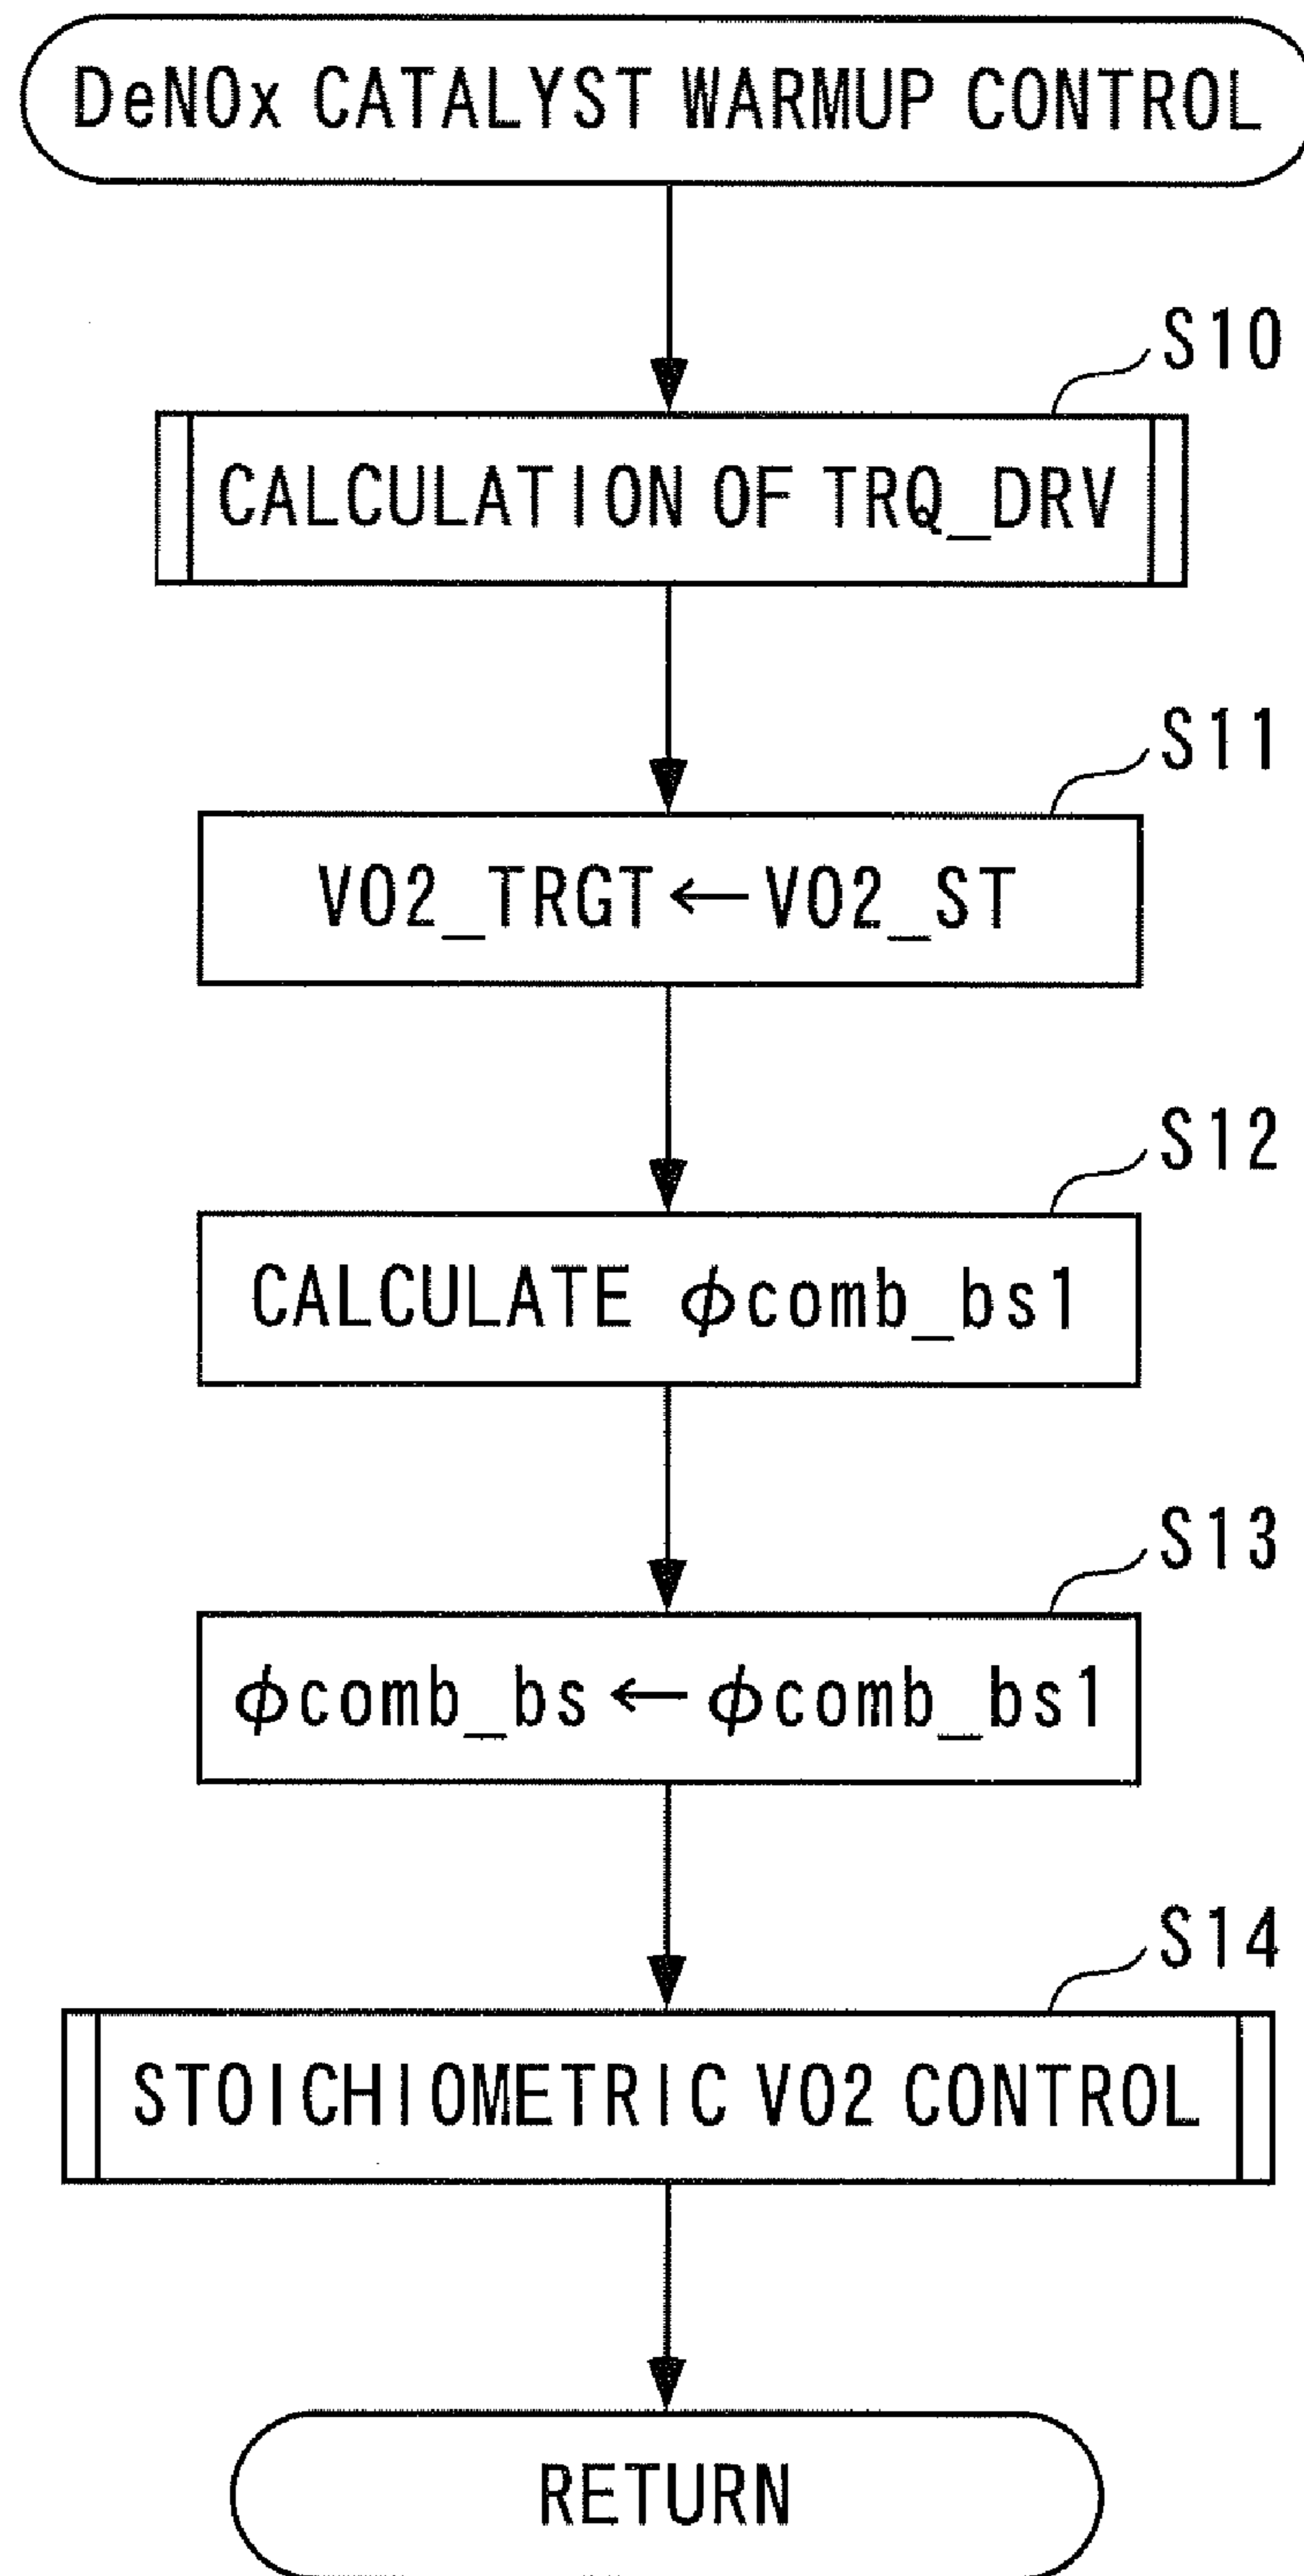 DeNOx CATALYST WARMUP CONTROL
S10
CALCULATION OF TRQ_DRV
S11
VO2_TRGT ← VO2_ST
S12
CALCULATE ϕcomb_bs1
S13
ϕcomb_bs ← ϕcomb_bs1
S14
STOICHIOMETRIC VO2 CONTROL
RETURN